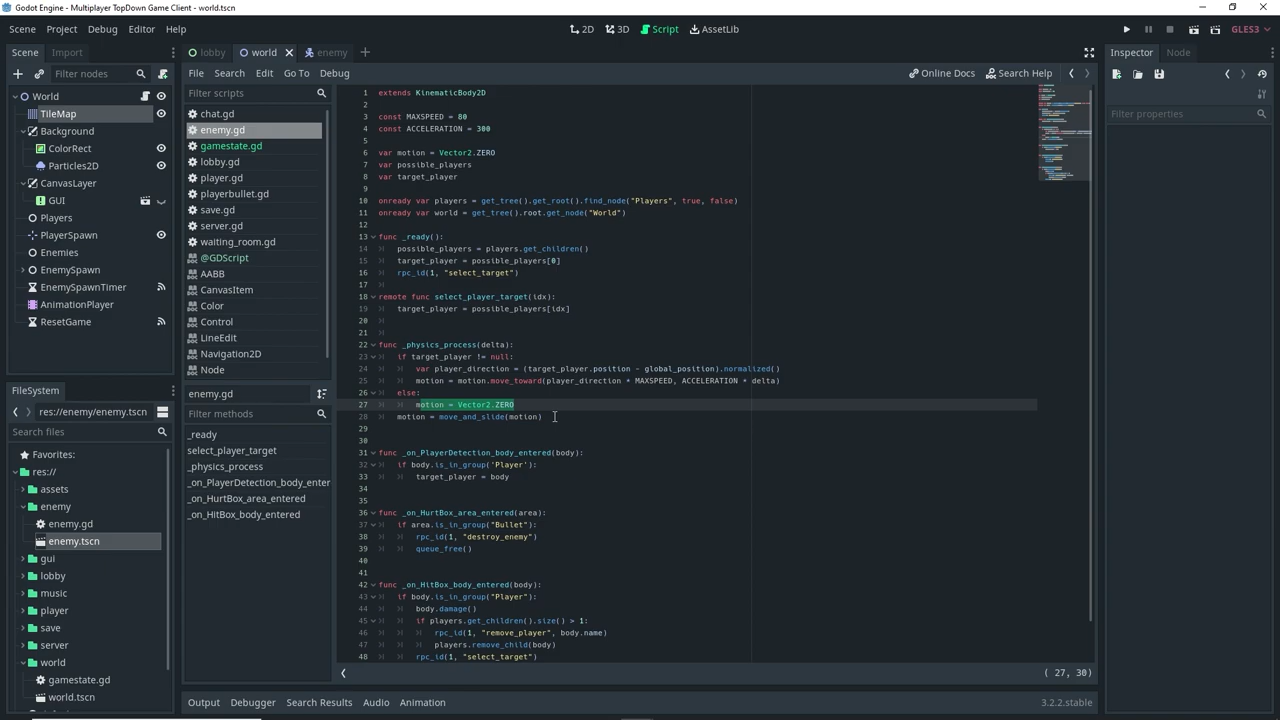 Godot Engine - Multiplayer TopDown Game Client - world.tscn
Scene Project Debug Editor Help
2D 3D Script AssetLib
GLES3
Scene Import
Filter nodes
World
TileMap
Background
ColorRect
Particles2D
CanvasLayer
GUI
Players
PlayerSpawn
Enemies
EnemySpawn
EnemySpawnTimer
AnimationPlayer
ResetGame
FileSystem
res://enemy/enemy.tscn
Search files
Favorites:
res://
assets
enemy
enemy.gd
enemy.tscn
gui
lobby
music
player
save
server
world
gamestate.gd
world.tscn
lobby world enemy
File Search Edit Go To Debug
Online Docs Search Help
Filter scripts
chat.gd
enemy.gd
gamestate.gd
lobby.gd
player.gd
playerbullet.gd
save.gd
server.gd
waiting_room.gd
@GDScript
AABB
CanvasItem
Color
Control
LineEdit
Navigation2D
Node
enemy.gd
Filter methods
_ready
select_player_target
_physics_process
_on_PlayerDetection_body_enter
_on_HurtBox_area_entered
_on_HitBox_body_entered
1 extends KinematicBody2D
2
3 const MAXSPEED = 80
4 const ACCELERATION = 300
5
6 var motion = Vector2.ZERO
7 var possible_players
8 var target_player
9
10 onready var players = get_tree().get_root().find_node("Players", true, false)
11 onready var world = get_tree().root.get_node("World")
12
13 func _ready():
14 possible_players = players.get_children()
15 target_player = possible_players[0]
16 rpc_id(1, "select_target")
17
18 remote func select_player_target(idx):
19 target_player = possible_players[idx]
20
21
22 func _physics_process(delta):
23 if target_player != null:
24 var player_direction = (target_player.position - global_position).normalized()
25 motion = motion.move_toward(player_direction * MAXSPEED, ACCELERATION * delta)
26 else:
27 motion = Vector2.ZERO
28 motion = move_and_slide(motion)
29
30
31 func _on_PlayerDetection_body_entered(body):
32 if body.is_in_group('Player'):
33 target_player = body
34
35
36 func _on_HurtBox_area_entered(area):
37 if area.is_in_group("Bullet"):
38 rpc_id(1, "destroy_enemy")
39 queue_free()
40
41
42 func _on_HitBox_body_entered(body):
43 if body.is_in_group("Player"):
44 body.damage()
45 if players.get_children().size() > 1:
46 rpc_id(1, "remove_player", body.name)
47 players.remove_child(body)
48 rpc_id(1, "select_target")
( 27, 30)
Output Debugger Search Results Audio Animation
3.2.2.stable
Inspector Node
Filter properties